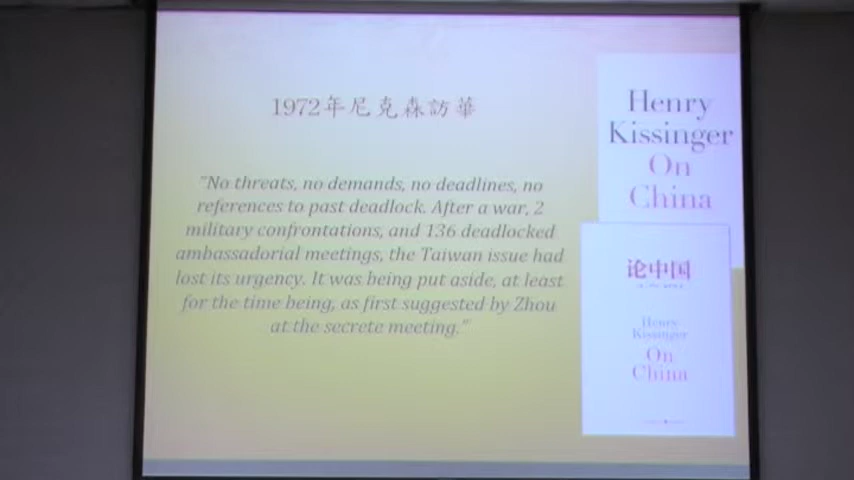 1972年尼克森訪華
"No threats, no demands, no deadlines, no
references to past deadlock. After a war, 2
military confrontations, and 136 deadlocked
ambassadorial meetings, the Taiwan issue had
lost its urgency. It was being put aside, at least
for the time being, as first suggested by Zhou
at the secrete meeting."
Henry
Kissinger
On
China
论中国
Henry
Kissinger
On
China